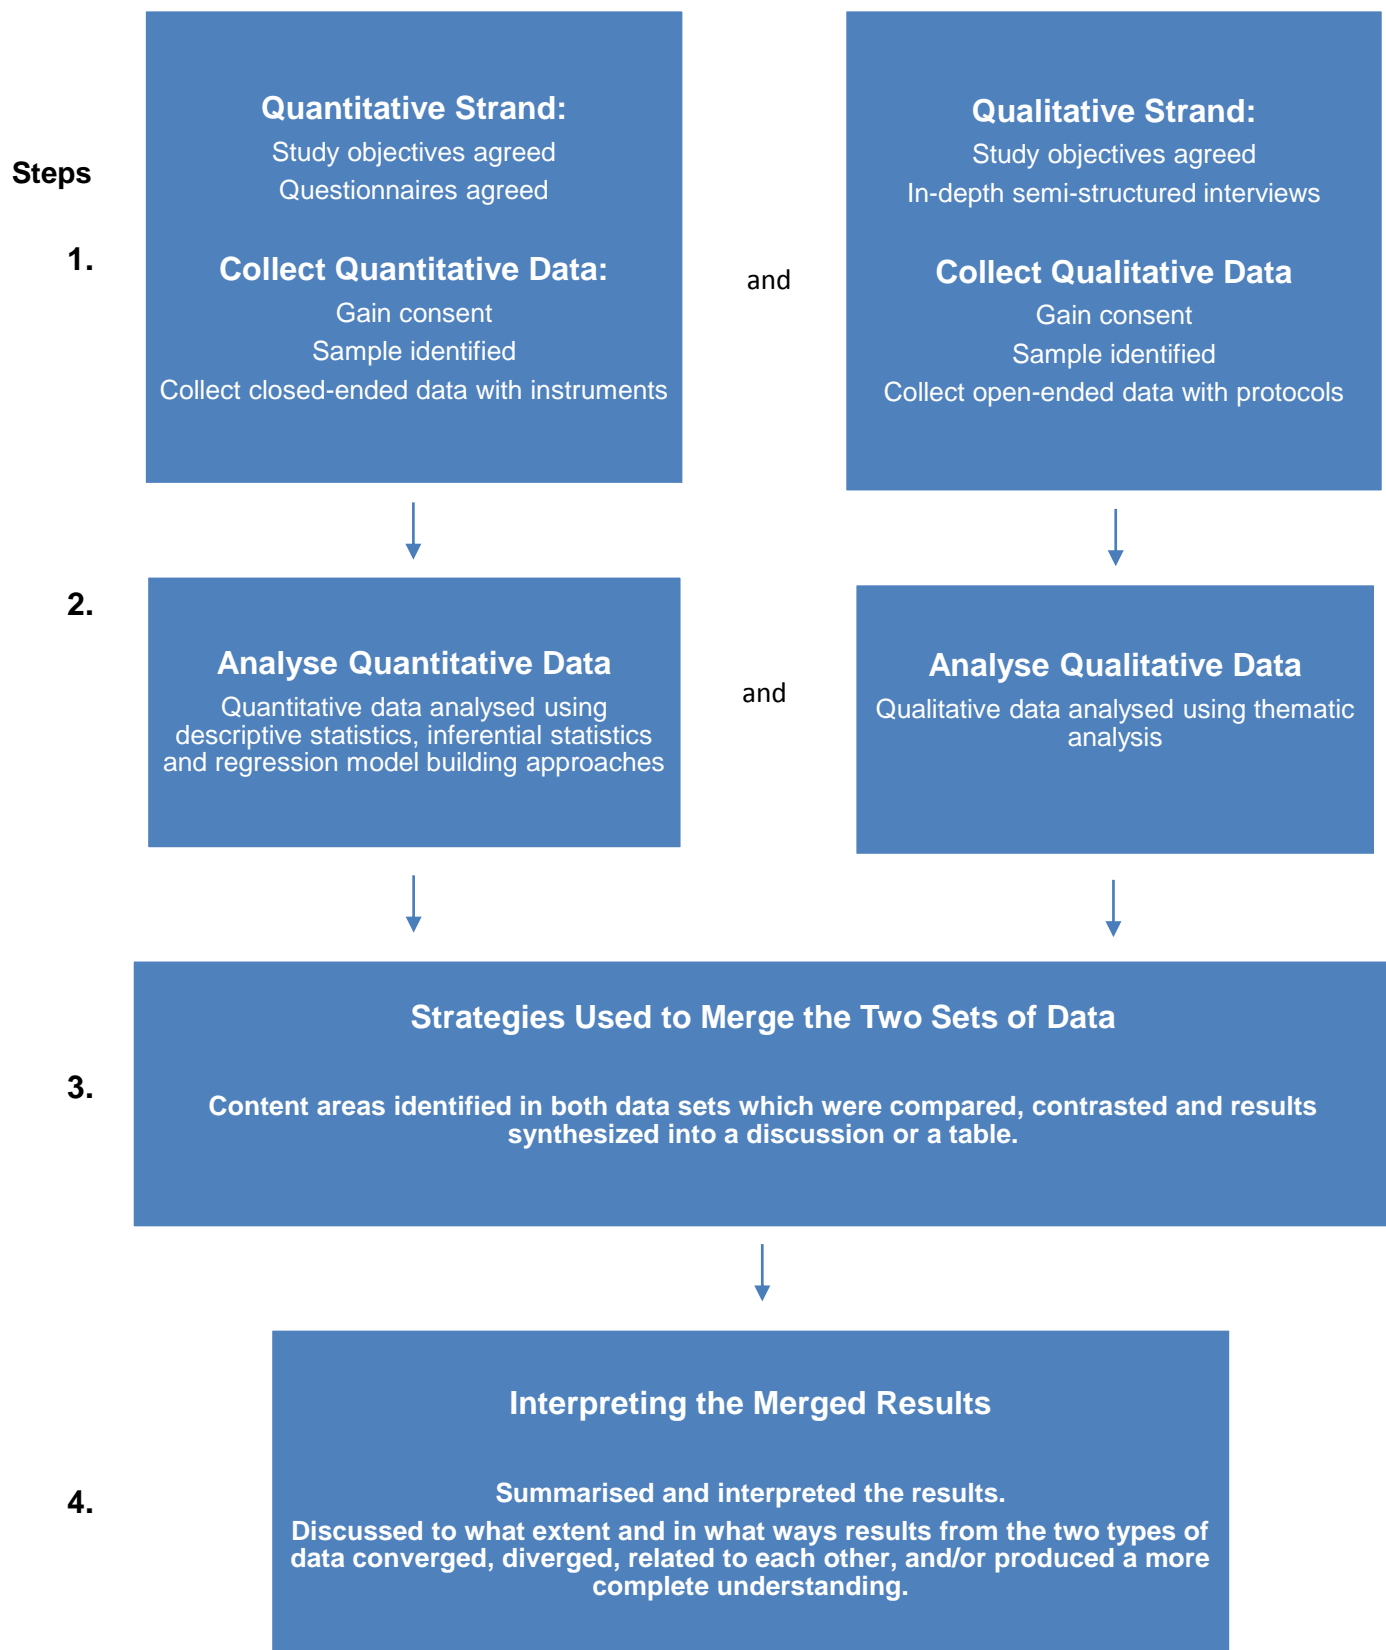 Steps
1.
Quantitative Strand:
Study objectives agreed
Questionnaires agreed
Collect Quantitative Data:
Gain consent
Sample identified
Collect closed-ended data with instruments
and
Qualitative Strand:
Study objectives agreed
In-depth semi-structured interviews
Collect Qualitative Data
Gain consent
Sample identified
Collect open-ended data with protocols
2.
Analyse Quantitative Data
Quantitative data analysed using
descriptive statistics, inferential statistics
and regression model building approaches
and
Analyse Qualitative Data
Qualitative data analysed using thematic
analysis
3.
Strategies Used to Merge the Two Sets of Data
Content areas identified in both data sets which were compared, contrasted and results
synthesized into a discussion or a table.
4.
Interpreting the Merged Results
Summarised and interpreted the results.
Discussed to what extent and in what ways results from the two types of
data converged, diverged, related to each other, and/or produced a more
complete understanding.